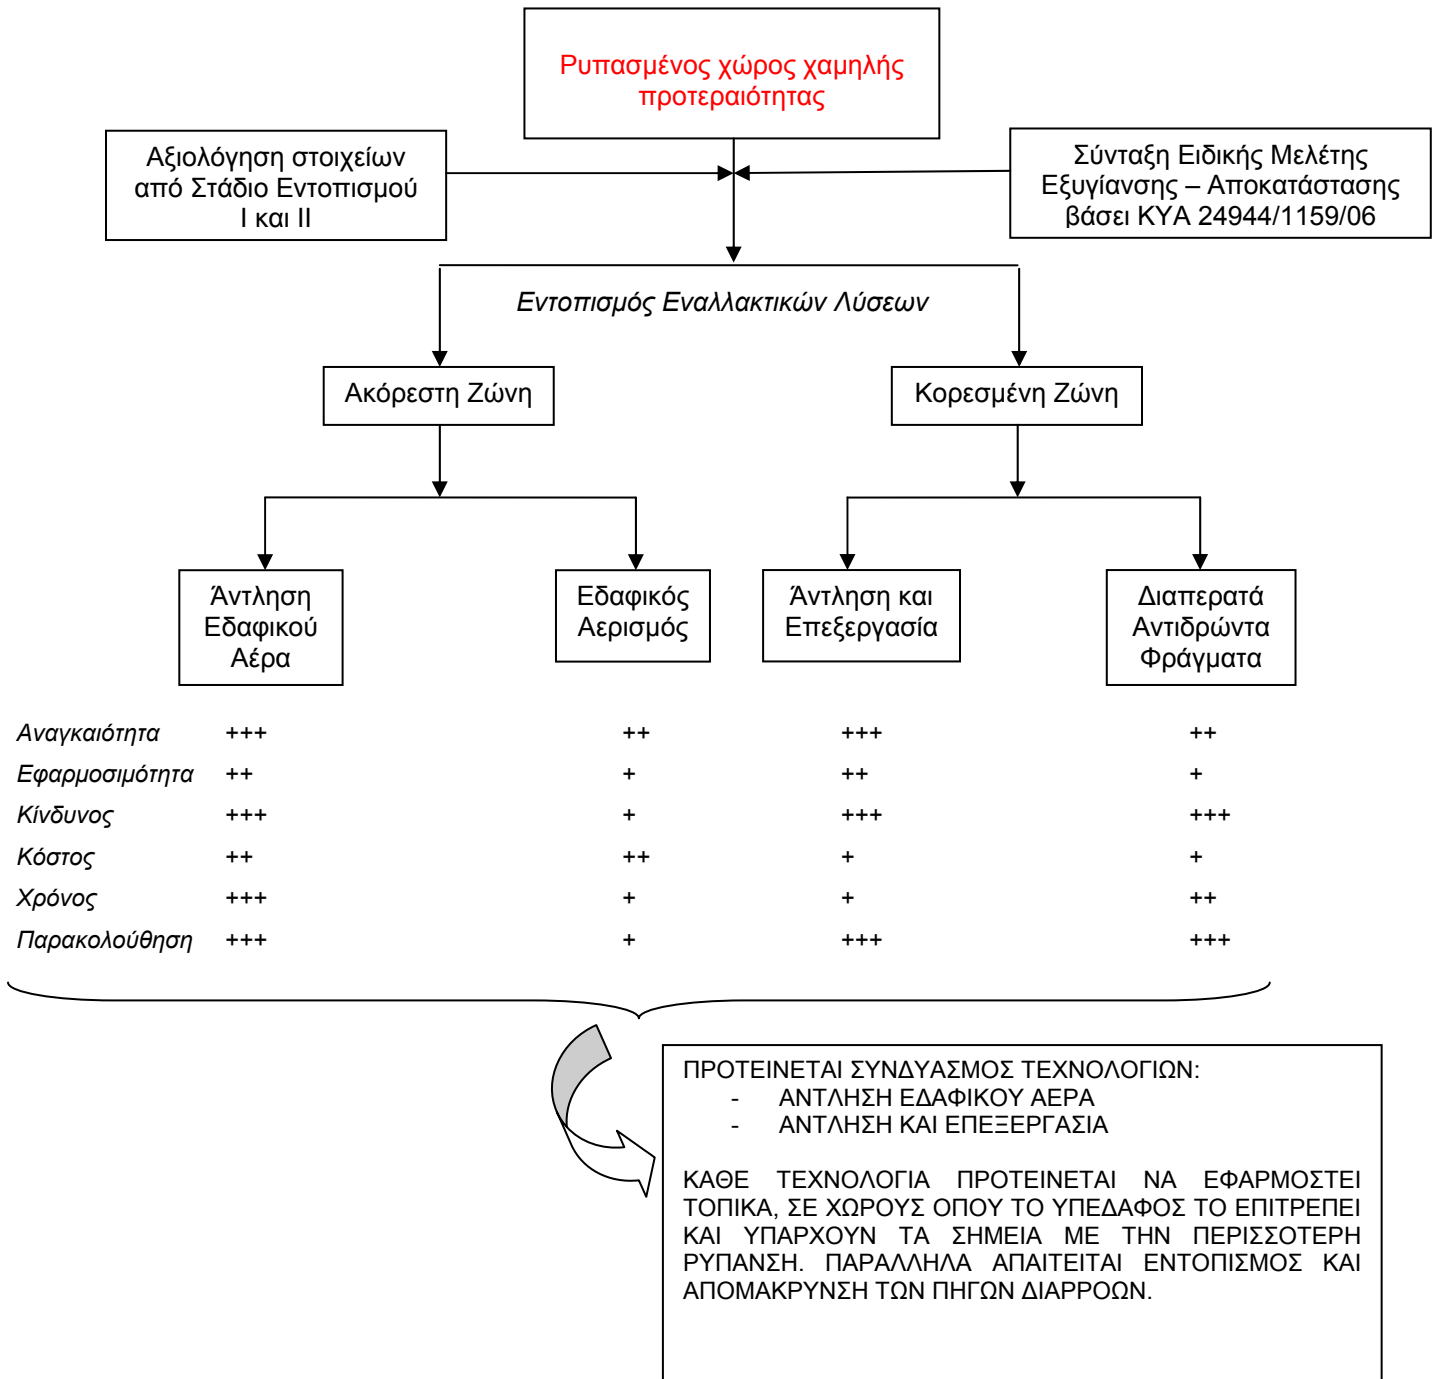 Ρυπασμένος χώρος χαμηλής
προτεραιότητας
Αξιολόγηση στοιχείων
από Στάδιο Εντοπισμού
Ι και ΙΙ
Σύνταξη Ειδικής Μελέτης
Εξυγίανσης – Αποκατάστασης
βάσει ΚΥΑ 24944/1159/06
Εντοπισμός Εναλλακτικών Λύσεων
Ακόρεστη Ζώνη
Κορεσμένη Ζώνη
Άντληση
Εδαφικού
Αέρα
Εδαφικός
Αερισμός
Άντληση και
Επεξεργασία
Διαπερατά
Αντιδρώντα
Φράγματα
Αναγκαιότητα +++ ++ +++ ++
Εφαρμοσιμότητα ++ + ++ +
Κίνδυνος +++ + +++ +++
Κόστος ++ ++ + +
Χρόνος +++ + + ++
Παρακολούθηση +++ + +++ +++
ΠΡΟΤΕΙΝΕΤΑΙ ΣΥΝΔΥΑΣΜΟΣ ΤΕΧΝΟΛΟΓΙΩΝ:
- ΑΝΤΛΗΣΗ ΕΔΑΦΙΚΟΥ ΑΕΡΑ
- ΑΝΤΛΗΣΗ ΚΑΙ ΕΠΕΞΕΡΓΑΣΙΑ
ΚΑΘΕ ΤΕΧΝΟΛΟΓΙΑ ΠΡΟΤΕΙΝΕΤΑΙ ΝΑ ΕΦΑΡΜΟΣΤΕΙ
ΤΟΠΙΚΑ, ΣΕ ΧΩΡΟΥΣ ΟΠΟΥ ΤΟ ΥΠΕΔΑΦΟΣ ΤΟ ΕΠΙΤΡΕΠΕΙ
ΚΑΙ ΥΠΑΡΧΟΥΝ ΤΑ ΣΗΜΕΙΑ ΜΕ ΤΗΝ ΠΕΡΙΣΣΟΤΕΡΗ
ΡΥΠΑΝΣΗ. ΠΑΡΑΛΛΗΛΑ ΑΠΑΙΤΕΙΤΑΙ ΕΝΤΟΠΙΣΜΟΣ ΚΑΙ
ΑΠΟΜΑΚΡΥΝΣΗ ΤΩΝ ΠΗΓΩΝ ΔΙΑΡΡΟΩΝ.